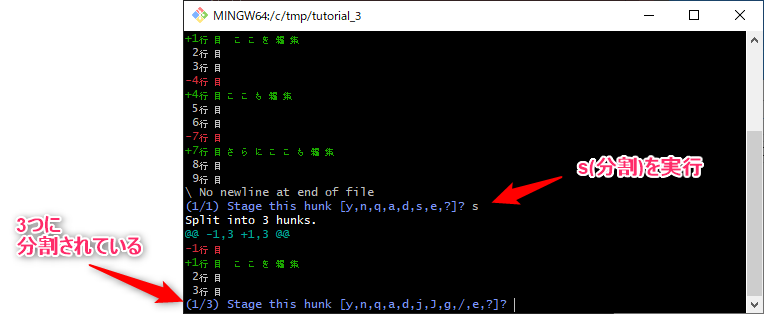 MINGW64:/c/tmp/tutorial_3
+1行目 ここを編集
2行目
3行目
-4行目
+4行目ここも編集
5行目
6行目
-7行目
+7行目さらにここも編集
8行目
9行目
\ No newline at end of file
(1/1) Stage this hunk [y,n,q,a,d,s,e,?]? s
s(分割)を実行
Split into 3 hunks.
@@ -1,3 +1,3 @@
-1行目
+1行目 ここを編集
2行目
3行目
(1/3) Stage this hunk [y,n,q,a,d,j,J,g,/,e,?]?
3つに
分割されている